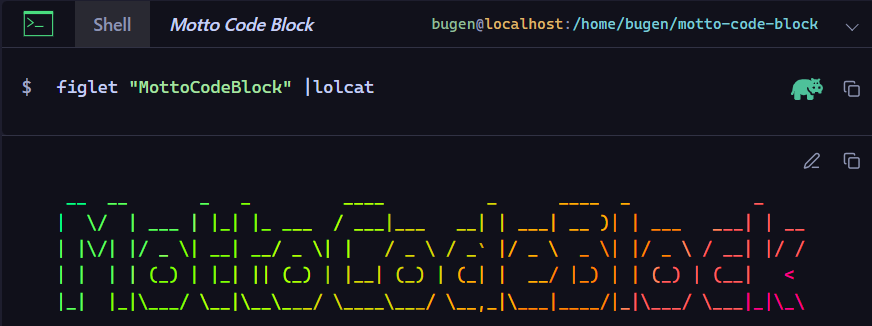 >_ Shell Motto Code Block bugen@localhost:/home/bugen/motto-code-block
$ figlet "MottoCodeBlock" |lolcat
MottoCodeBlock